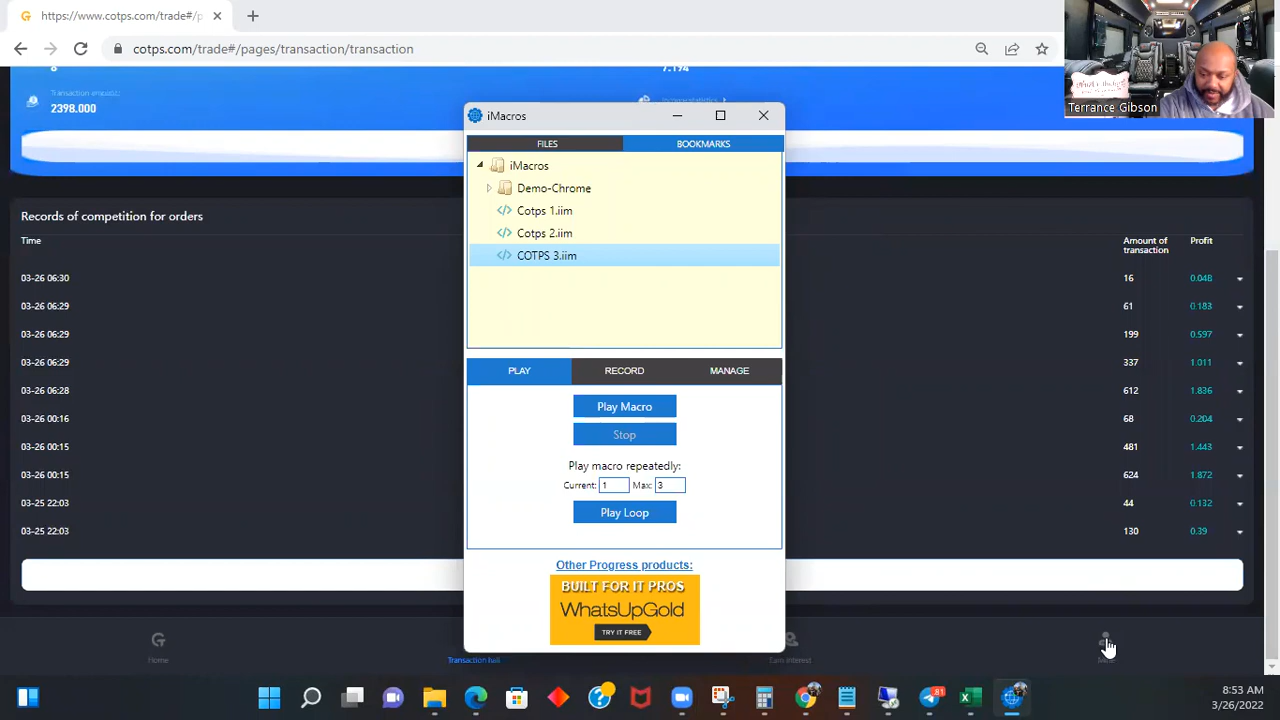 https://www.cotps.com/trade#/p
cotps.com/trade#/pages/transaction/transaction
Terrance Gibson
8
7.194
2398.000
iMacros
FILES
BOOKMARKS
iMacros
Demo-Chrome
Cotps 1.iim
Cotps 2.iim
COTPS 3.iim
PLAY
RECORD
MANAGE
Play Macro
Stop
Play macro repeatedly:
Current: 1 Max: 3
Play Loop
Other Progress products:
BUILT FOR IT PROS
WhatsUpGold
TRY IT FREE
Records of competition for orders
Time
Amount of transaction
Profit
03-26 06:30 16 0.048
03-26 06:29 61 0.183
03-26 06:29 199 0.597
03-26 06:29 337 1.011
03-26 06:28 612 1.836
03-26 00:16 68 0.204
03-26 00:15 481 1.443
03-26 00:15 624 1.872
03-25 22:03 44 0.132
03-25 22:03 130 0.39
Home
Transaction hall
Earn interest
Mine
81
8:53 AM
3/26/2022